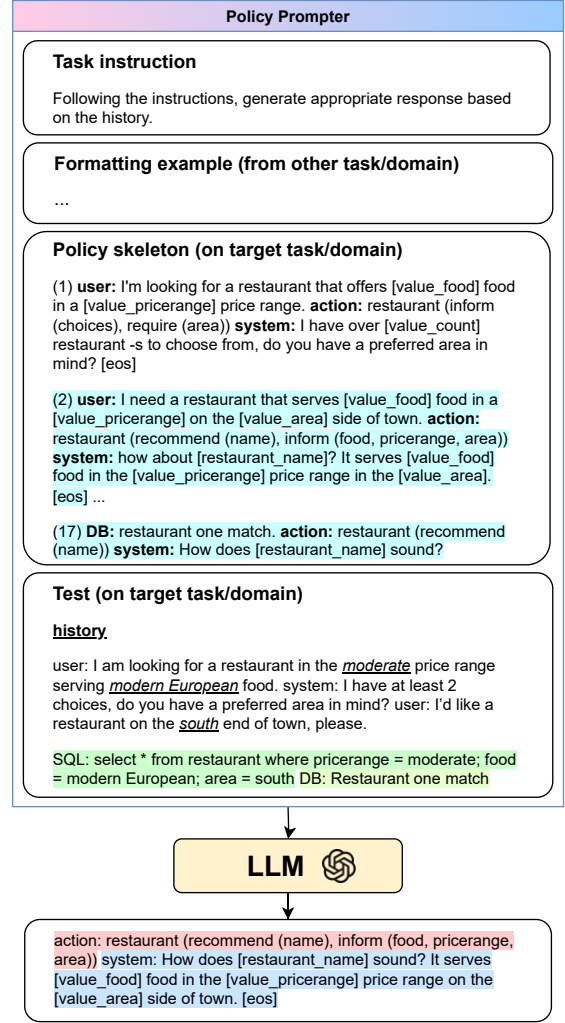 Policy Prompter
Task instruction
Following the instructions, generate appropriate response based
on the history.
Formatting example (from other task/domain)
...
Policy skeleton (on target task/domain)
(1) user: I'm looking for a restaurant that offers [value_food] food
in a [value_pricerange] price range. action: restaurant (inform
(choices), require (area)) system: I have over [value_count]
restaurant -s to choose from, do you have a preferred area in
mind? [eos]
(2) user: I need a restaurant that serves [value_food] food in a
[value_pricerange] on the [value_area] side of town. action:
restaurant (recommend (name), inform (food, pricerange, area))
system: how about [restaurant_name]? It serves [value_food]
food in the [value_pricerange] price range in the [value_area].
[eos] ...
(17) DB: restaurant one match. action: restaurant (recommend
(name)) system: How does [restaurant_name] sound?
Test (on target task/domain)
history
user: I am looking for a restaurant in the moderate price range
serving modern European food. system: I have at least 2
choices, do you have a preferred area in mind? user: I'd like a
restaurant on the south end of town, please.
SQL: select * from restaurant where pricerange = moderate; food
= modern European; area = south DB: Restaurant one match
LLM
action: restaurant (recommend (name), inform (food, pricerange,
area)) system: How does [restaurant_name] sound? It serves
[value_food] food in the [value_pricerange] price range on the
[value_area] side of town. [eos]